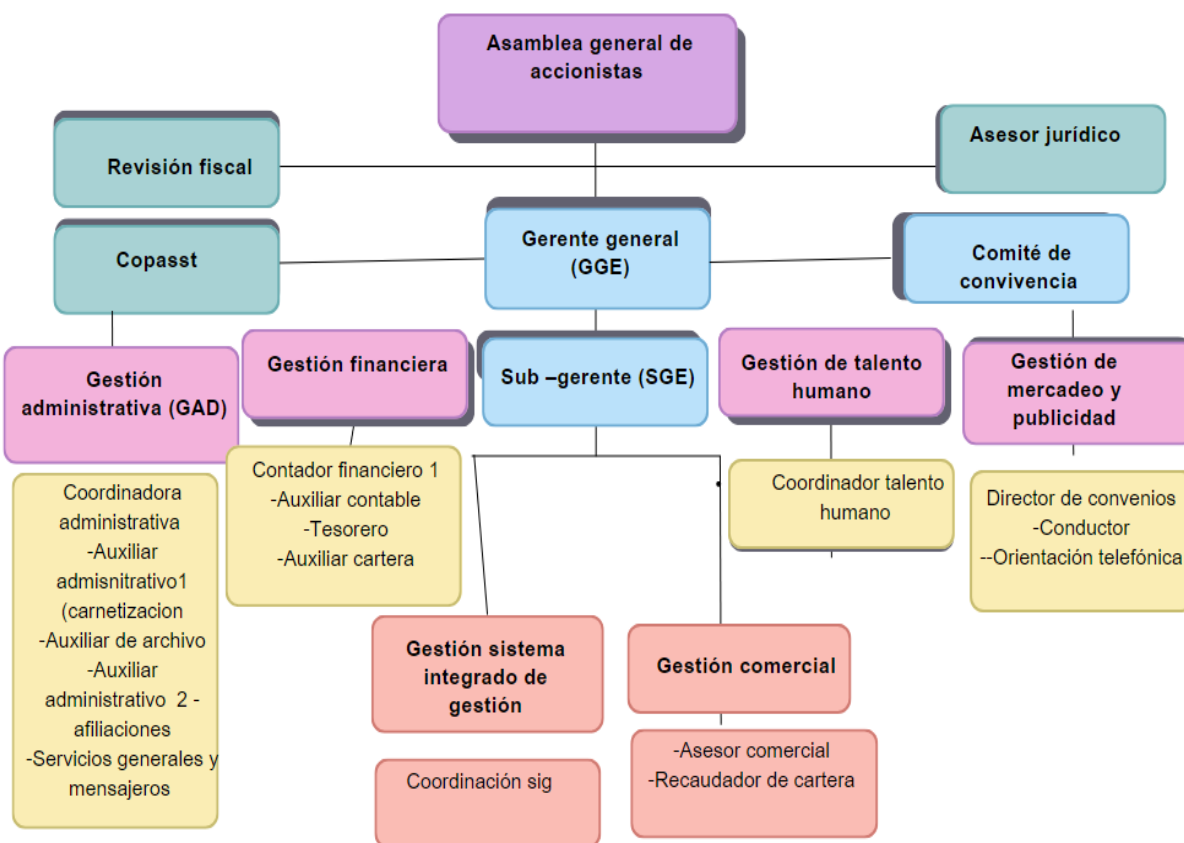 Asamblea general de
accionistas
Revisión fiscal
Asesor jurídico
Copasst
Gerente general
(GGE)
Comité de
convivencia
Gestión
administrativa (GAD)
Gestión financiera
Sub –gerente (SGE)
Gestión de talento
humano
Gestión de
mercadeo y
publicidad
Coordinadora
administrativa
-Auxiliar
admisnitrativo1
(carnetizacion
-Auxiliar de archivo
-Auxiliar
administrativo 2 -
afiliaciones
-Servicios generales y
mensajeros
Contador financiero 1
-Auxiliar contable
-Tesorero
-Auxiliar cartera
Coordinador talento
humano
Director de convenios
-Conductor
--Orientación telefónica
Gestión sistema
integrado de
gestión
Gestión comercial
Coordinación sig
-Asesor comercial
-Recaudador de cartera